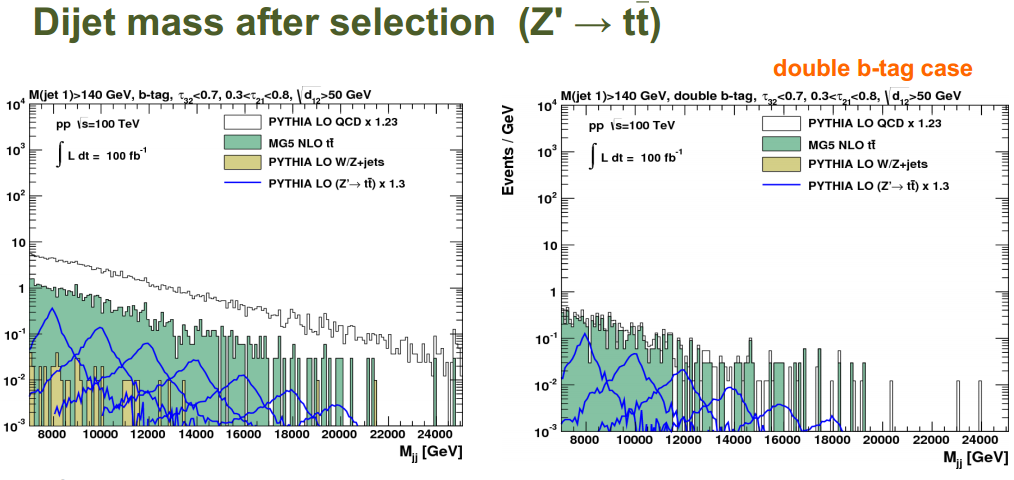 Dijet mass after selection (Z' → tt̄)
double b-tag case
M(jet 1)>140 GeV, b-tag, τ₃₂<0.7, 0.3<τ₂₁<0.8, √d₁₂>50 GeV
10⁴
10³
10²
10
1
10⁻¹
10⁻²
10⁻³
pp √s=100 TeV
∫ L dt = 100 fb⁻¹
PYTHIA LO QCD x 1.23
MG5 NLO tt̄
PYTHIA LO W/Z+jets
PYTHIA LO (Z'→ tt̄) x 1.3
8000 10000 12000 14000 16000 18000 20000 22000 24000
M_jj [GeV]
M(jet 1)>140 GeV, double b-tag, τ₃₂<0.7, 0.3<τ₂₁<0.8, √d₁₂>50 GeV
Events / GeV
10⁴
10³
10²
10
1
10⁻¹
10⁻²
10⁻³
pp √s=100 TeV
∫ L dt = 100 fb⁻¹
PYTHIA LO QCD x 1.23
MG5 NLO tt̄
PYTHIA LO W/Z+jets
PYTHIA LO (Z'→ tt̄) x 1.3
8000 10000 12000 14000 16000 18000 20000 22000 24000
M_jj [GeV]